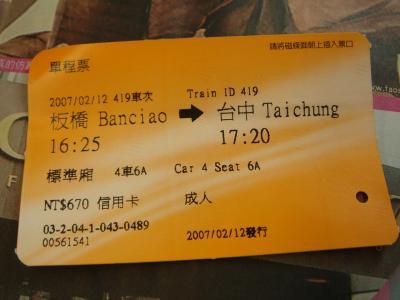 請將磁條面朝上插入票口
單程票
2007/02/12 419車次 Train ID 419
板橋 Banciao → 台中 Taichung
16:25 17:20
標準廂 4車6A Car 4 Seat 6A
NT$670 信用卡 成人
03-2-04-1-043-0489
00561541 2007/02/12發行